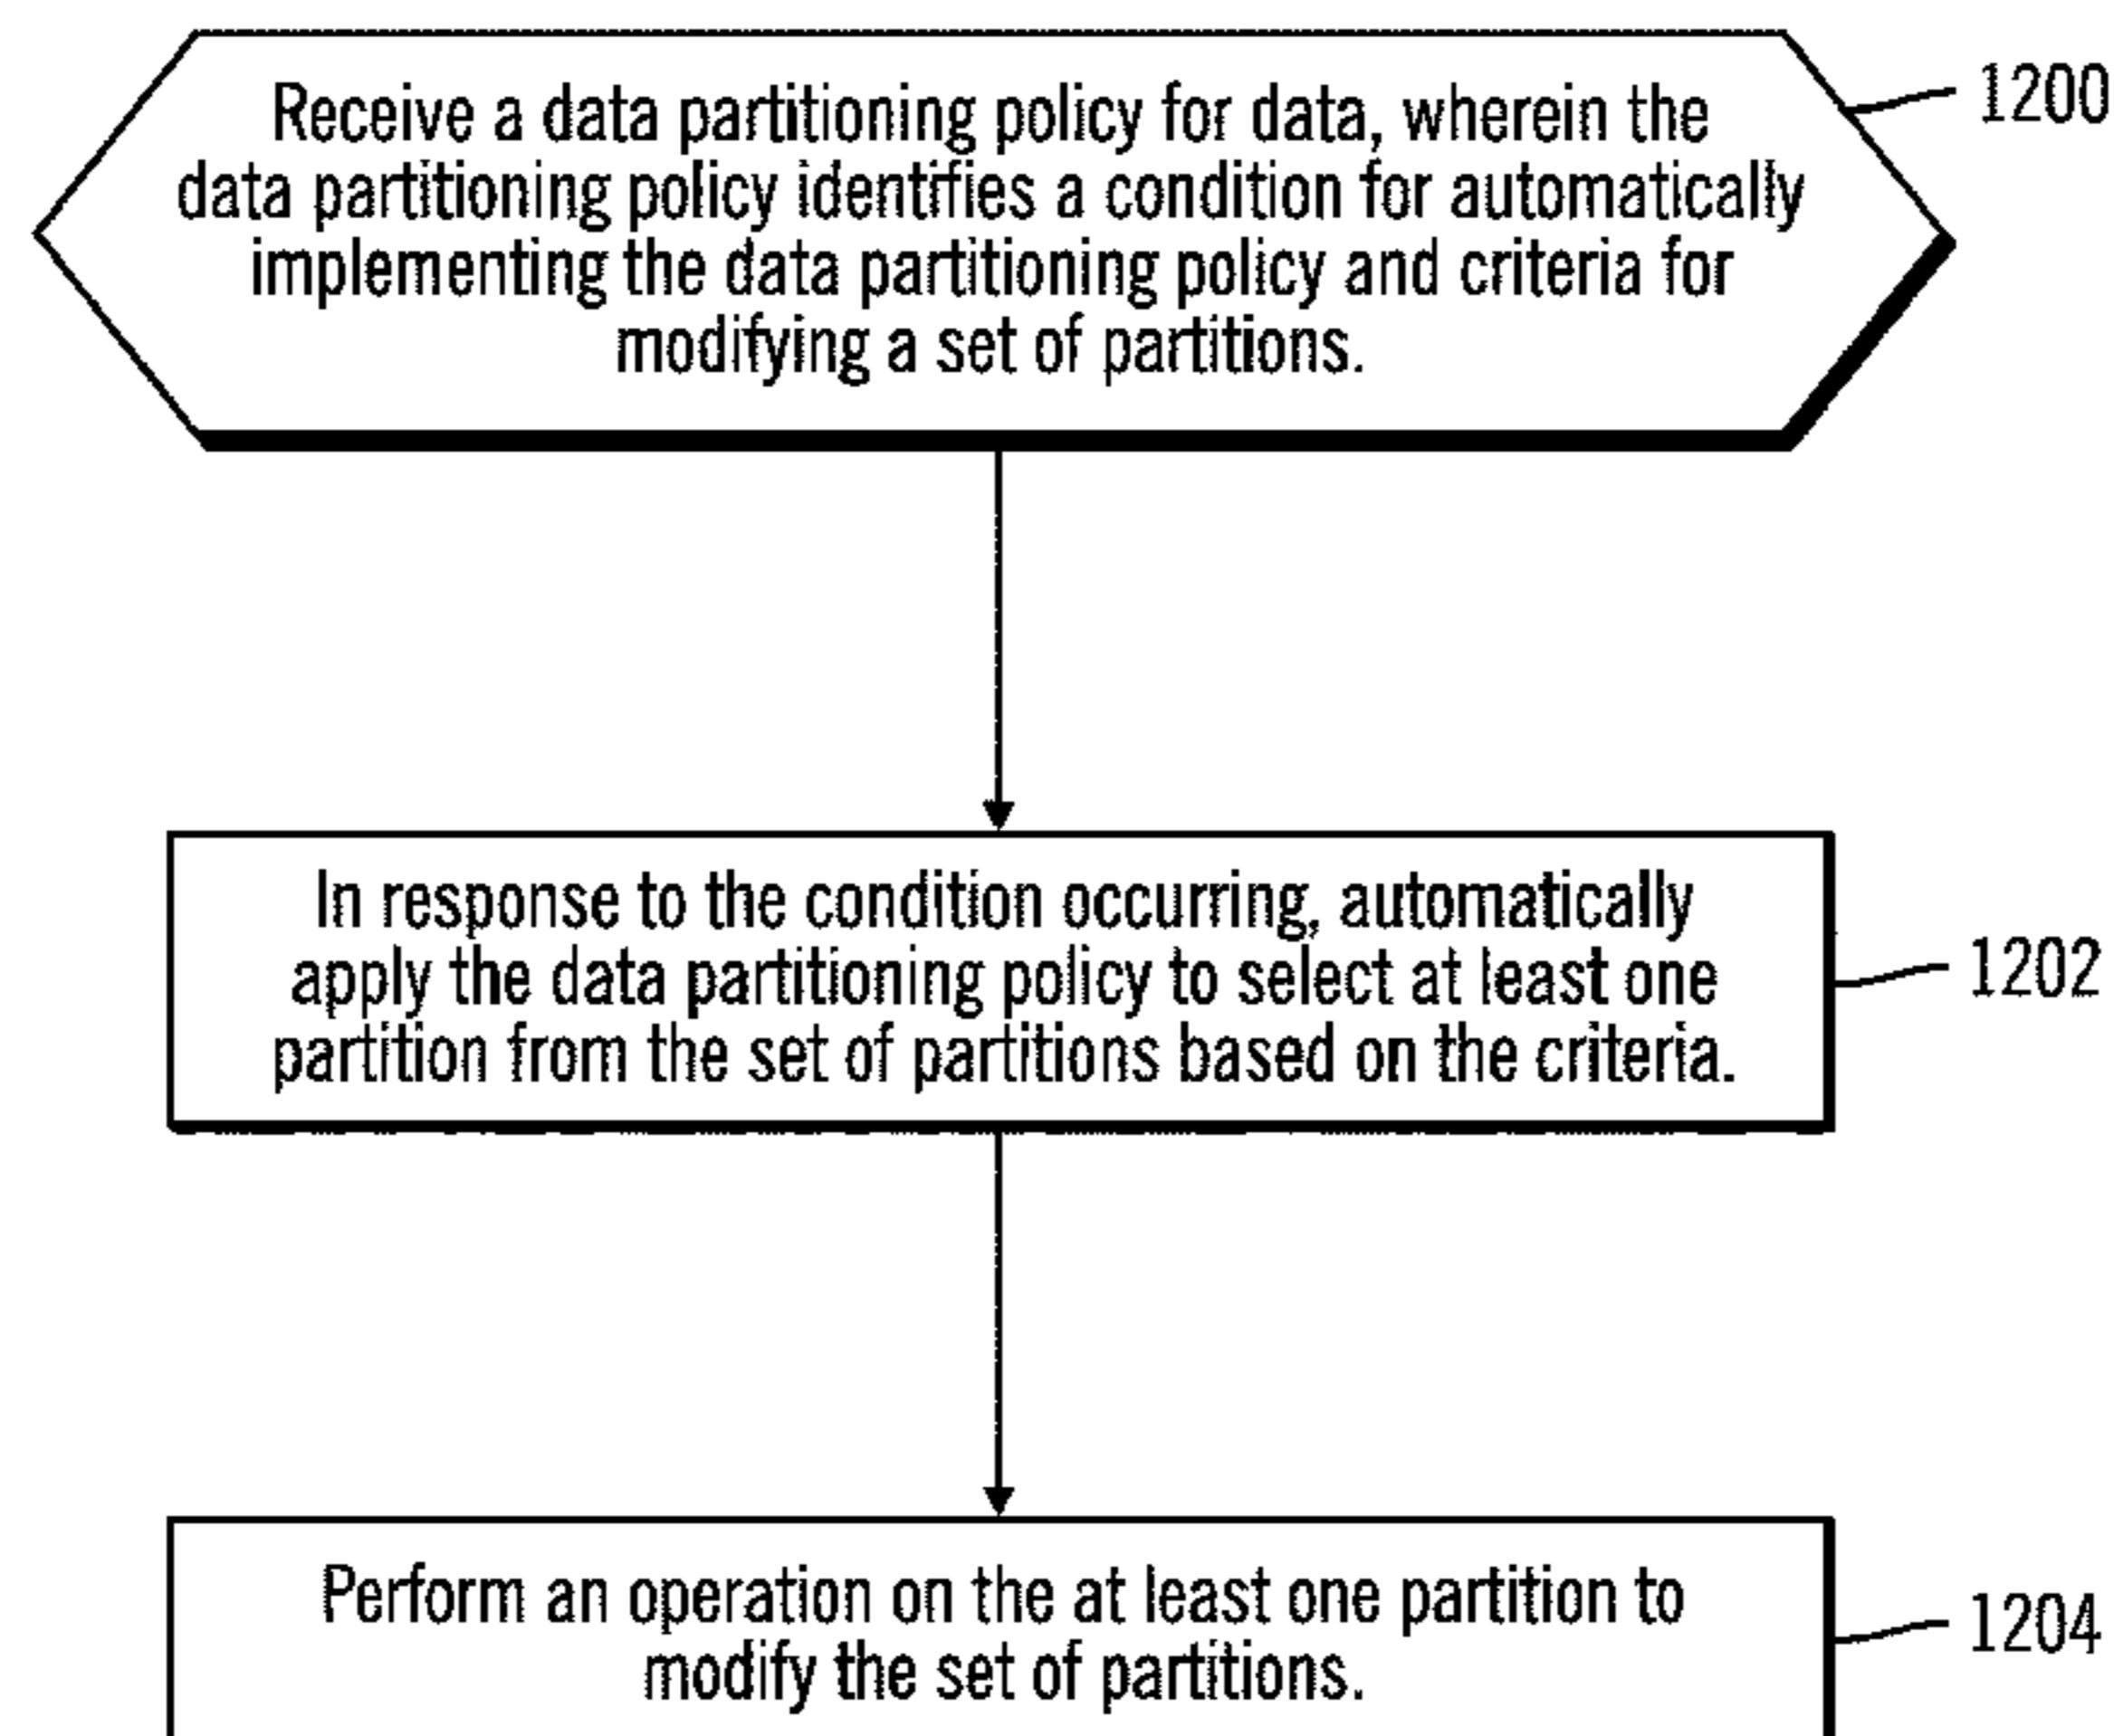 Receive a data partitioning policy for data, wherein the
data partitioning policy identifies a condition for automatically
implementing the data partitioning policy and criteria for
modifying a set of partitions.
1200
In response to the condition occurring, automatically
apply the data partitioning policy to select at least one
partition from the set of partitions based on the criteria.
1202
Perform an operation on the at least one partition to
modify the set of partitions.
1204